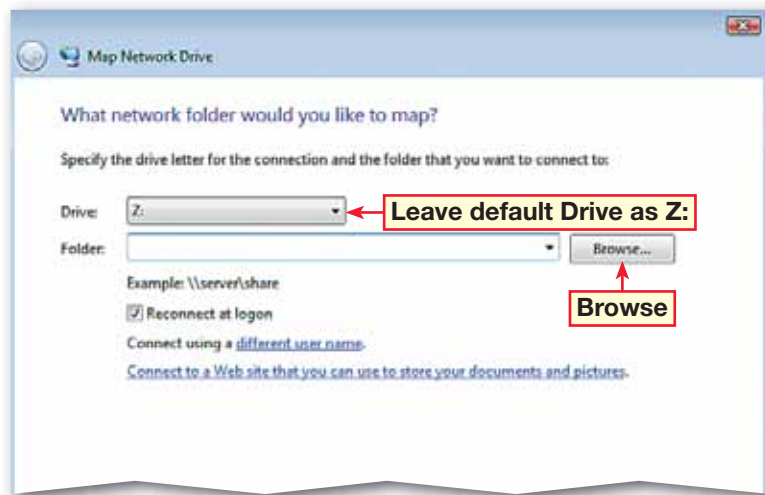 Map Network Drive
What network folder would you like to map?
Specify the drive letter for the connection and the folder that you want to connect to:
Drive: Z: Leave default Drive as Z:
Folder: Browse...
Example: \\server\share
Browse
Reconnect at logon
Connect using a different user name.
Connect to a Web site that you can use to store your documents and pictures.